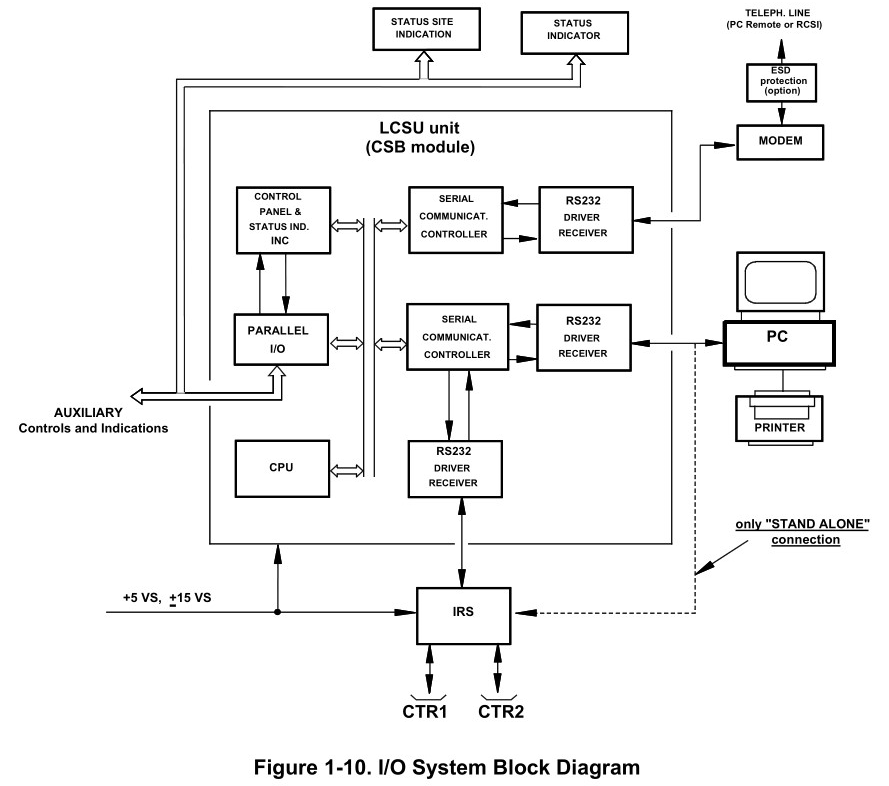 STATUS SITE
INDICATION
STATUS
INDICATOR
TELEPH. LINE
(PC Remote or RCSI)
ESD
protection
(option)
MODEM
LCSU unit
(CSB module)
CONTROL
PANEL &
STATUS IND.
INC
SERIAL
COMMUNICAT.
CONTROLLER
RS232
DRIVER
RECEIVER
PARALLEL
I/O
SERIAL
COMMUNICAT.
CONTROLLER
RS232
DRIVER
RECEIVER
PC
PRINTER
AUXILIARY
Controls and Indications
CPU
RS232
DRIVER
RECEIVER
only "STAND ALONE"
connection
+5 VS, ±15 VS
IRS
CTR1
CTR2
Figure 1-10. I/O System Block Diagram